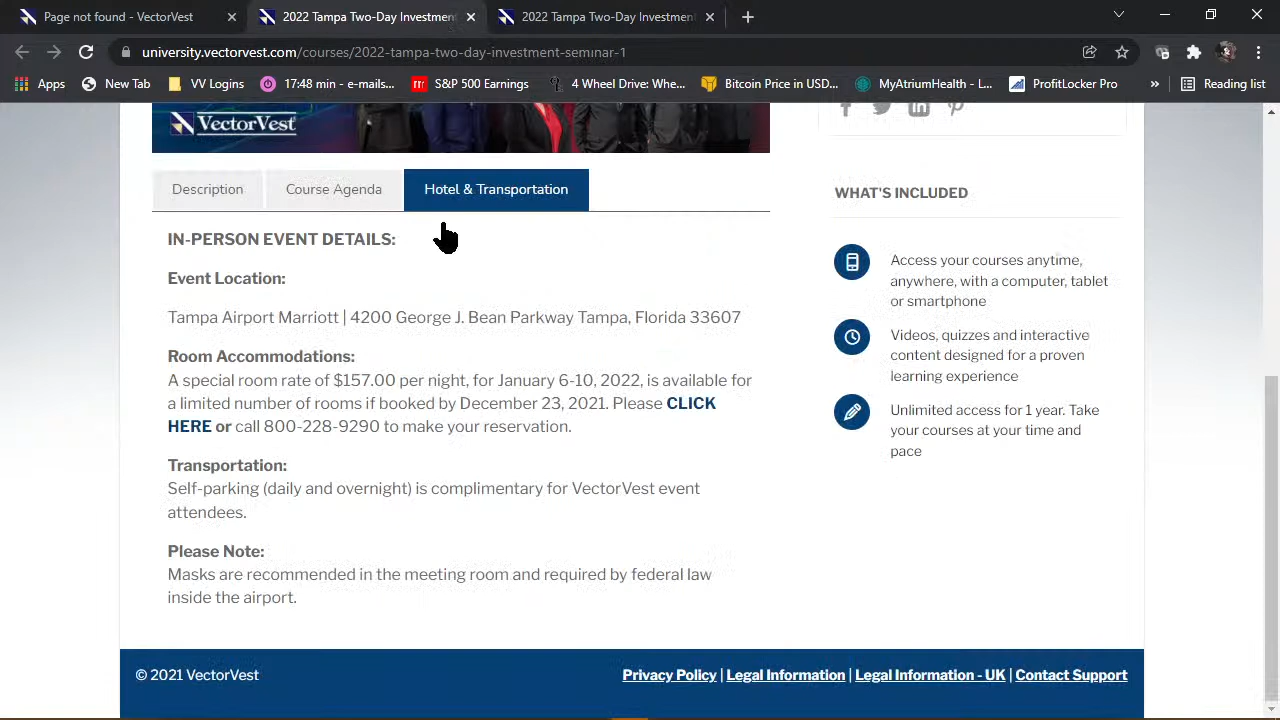 Page not found - VectorVest
2022 Tampa Two-Day Investmen
2022 Tampa Two-Day Investment
university.vectorvest.com/courses/2022-tampa-two-day-investment-seminar-1
Apps
New Tab
VV Logins
17:48 min - e-mails...
S&P 500 Earnings
4 Wheel Drive: Whe...
Bitcoin Price in USD...
MyAtriumHealth - L...
ProfitLocker Pro
»
Reading list
VectorVest
Description
Course Agenda
Hotel & Transportation
IN-PERSON EVENT DETAILS:
Event Location:
Tampa Airport Marriott | 4200 George J. Bean Parkway Tampa, Florida 33607
Room Accommodations:
A special room rate of $157.00 per night, for January 6-10, 2022, is available for
a limited number of rooms if booked by December 23, 2021. Please CLICK
HERE or call 800-228-9290 to make your reservation.
Transportation:
Self-parking (daily and overnight) is complimentary for VectorVest event
attendees.
Please Note:
Masks are recommended in the meeting room and required by federal law
inside the airport.
WHAT'S INCLUDED
Access your courses anytime,
anywhere, with a computer, tablet
or smartphone
Videos, quizzes and interactive
content designed for a proven
learning experience
Unlimited access for 1 year. Take
your courses at your time and
pace
© 2021 VectorVest
Privacy Policy | Legal Information | Legal Information - UK | Contact Support